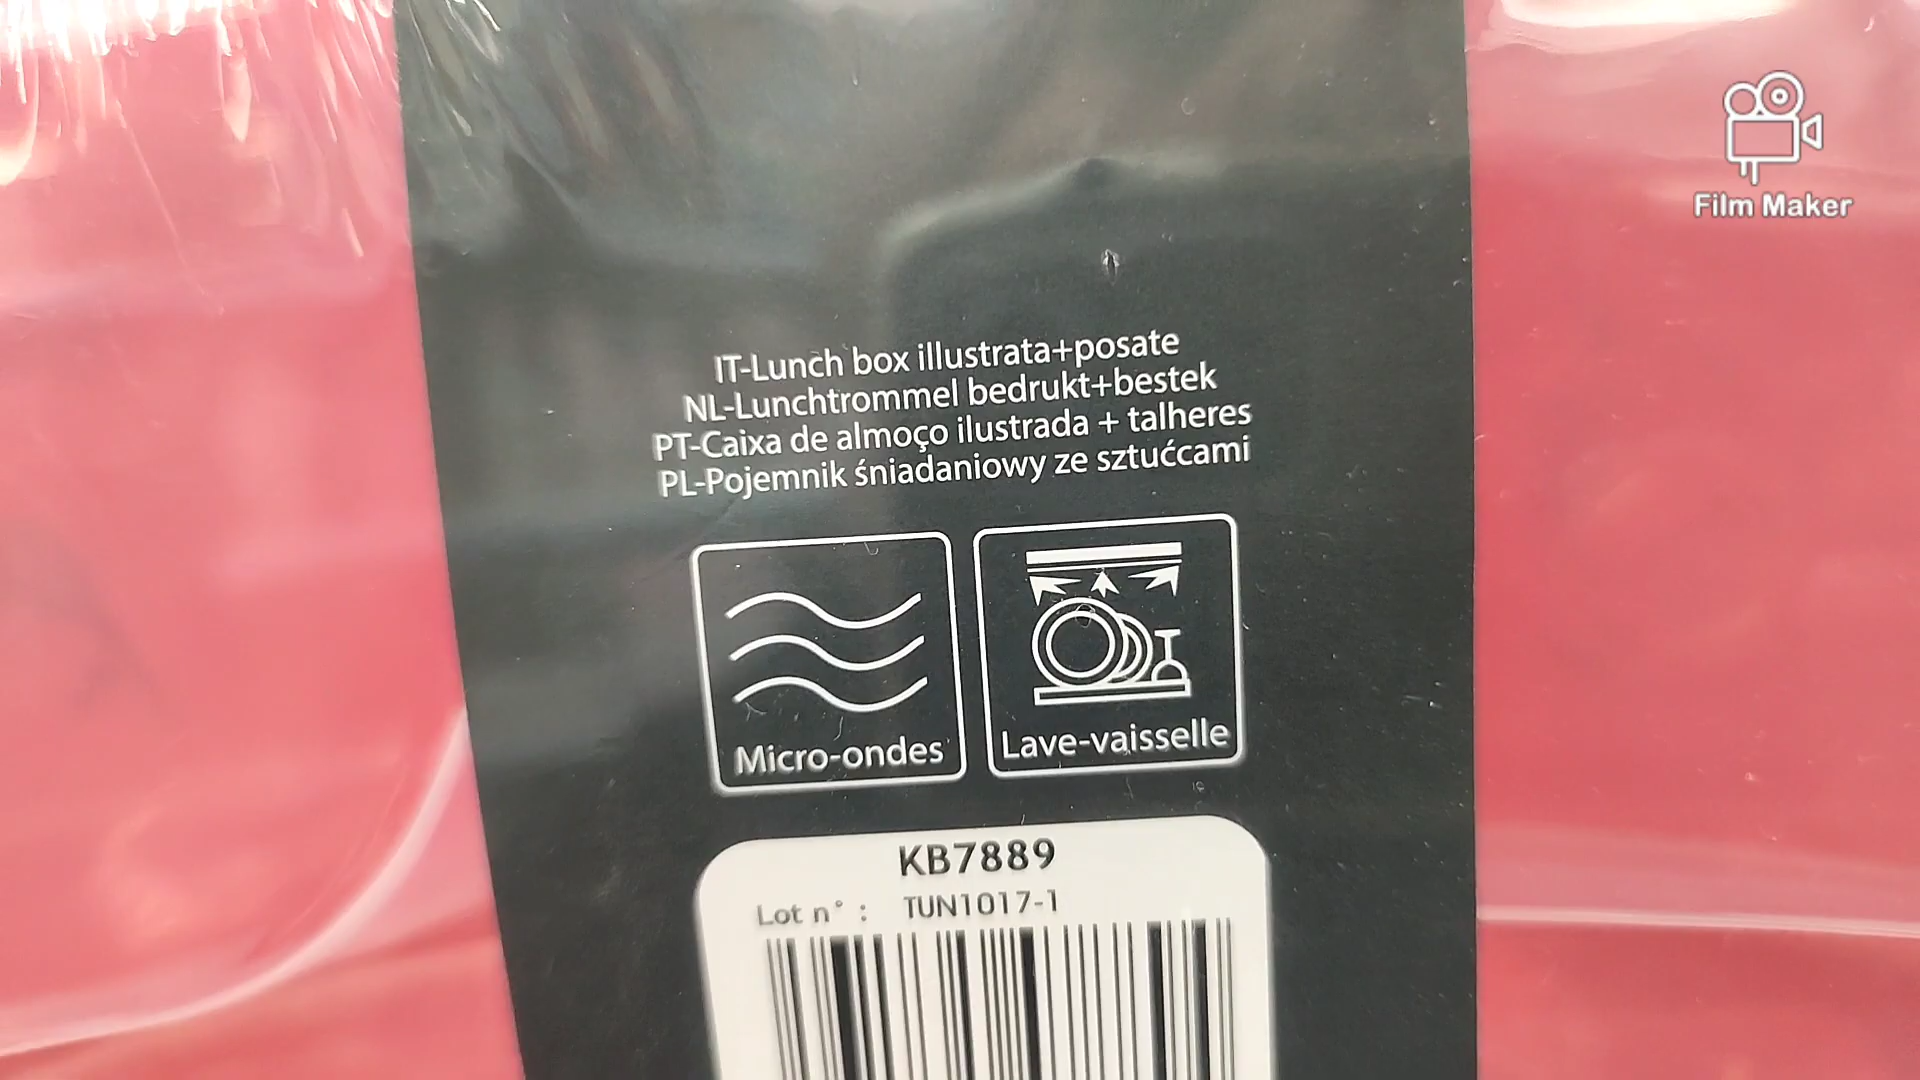 Film Maker
IT-Lunch box illustrata+posate
NL-Lunchtrommel bedrukt+bestek
PT-Caixa de almoço ilustrada + talheres
PL-Pojemnik śniadaniowy ze sztućcami
Micro-ondes
Lave-vaisselle
KB7889
Lot n° : TUN1017-1